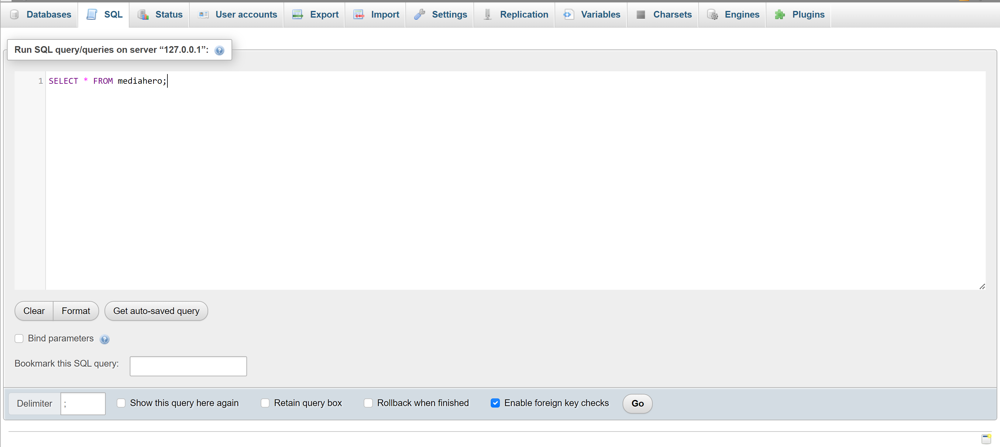 Databases SQL Status User accounts Export Import Settings Replication Variables Charsets Engines Plugins
Run SQL query/queries on server “127.0.0.1”:
1 SELECT * FROM mediahero;
Clear Format Get auto-saved query
Bind parameters
Bookmark this SQL query:
Delimiter ; Show this query here again Retain query box Rollback when finished Enable foreign key checks Go